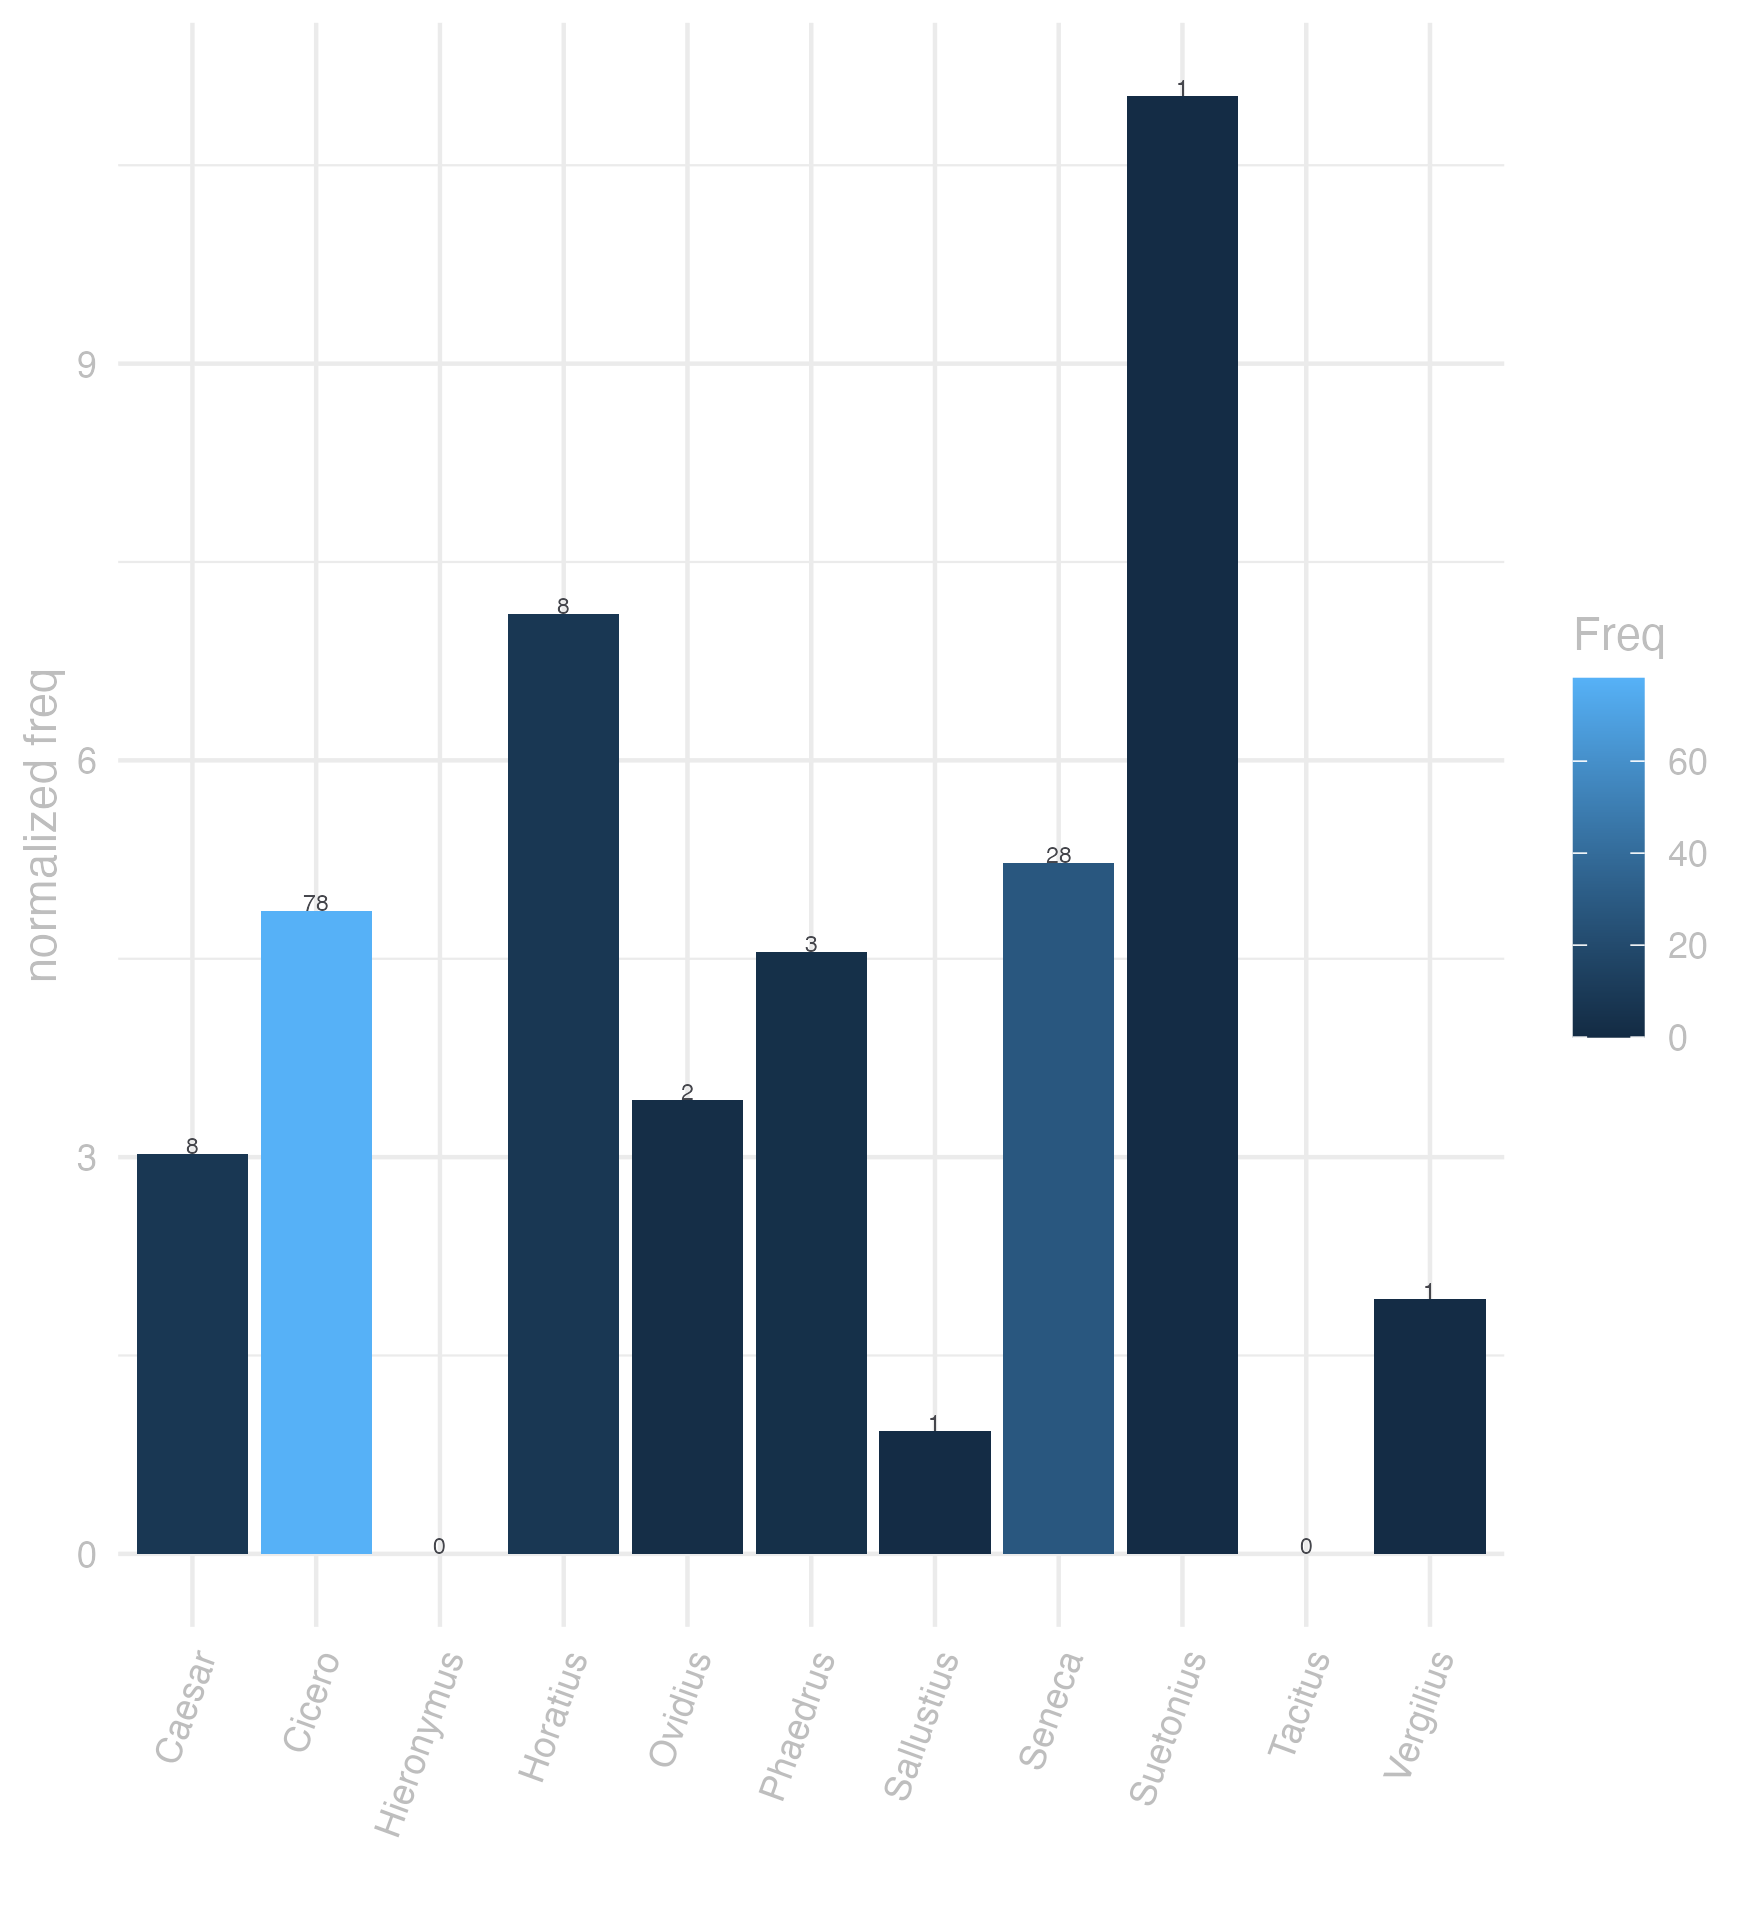 1
9
8
Freq
normalized freq
6
60
28
40
78
3
20
0
2
8
3
1
1
0
0
0
Caesar
Cicero
Hieronymus
Horatius
Ovidius
Phaedrus
Sallustius
Seneca
Suetonius
Tacitus
Vergilius